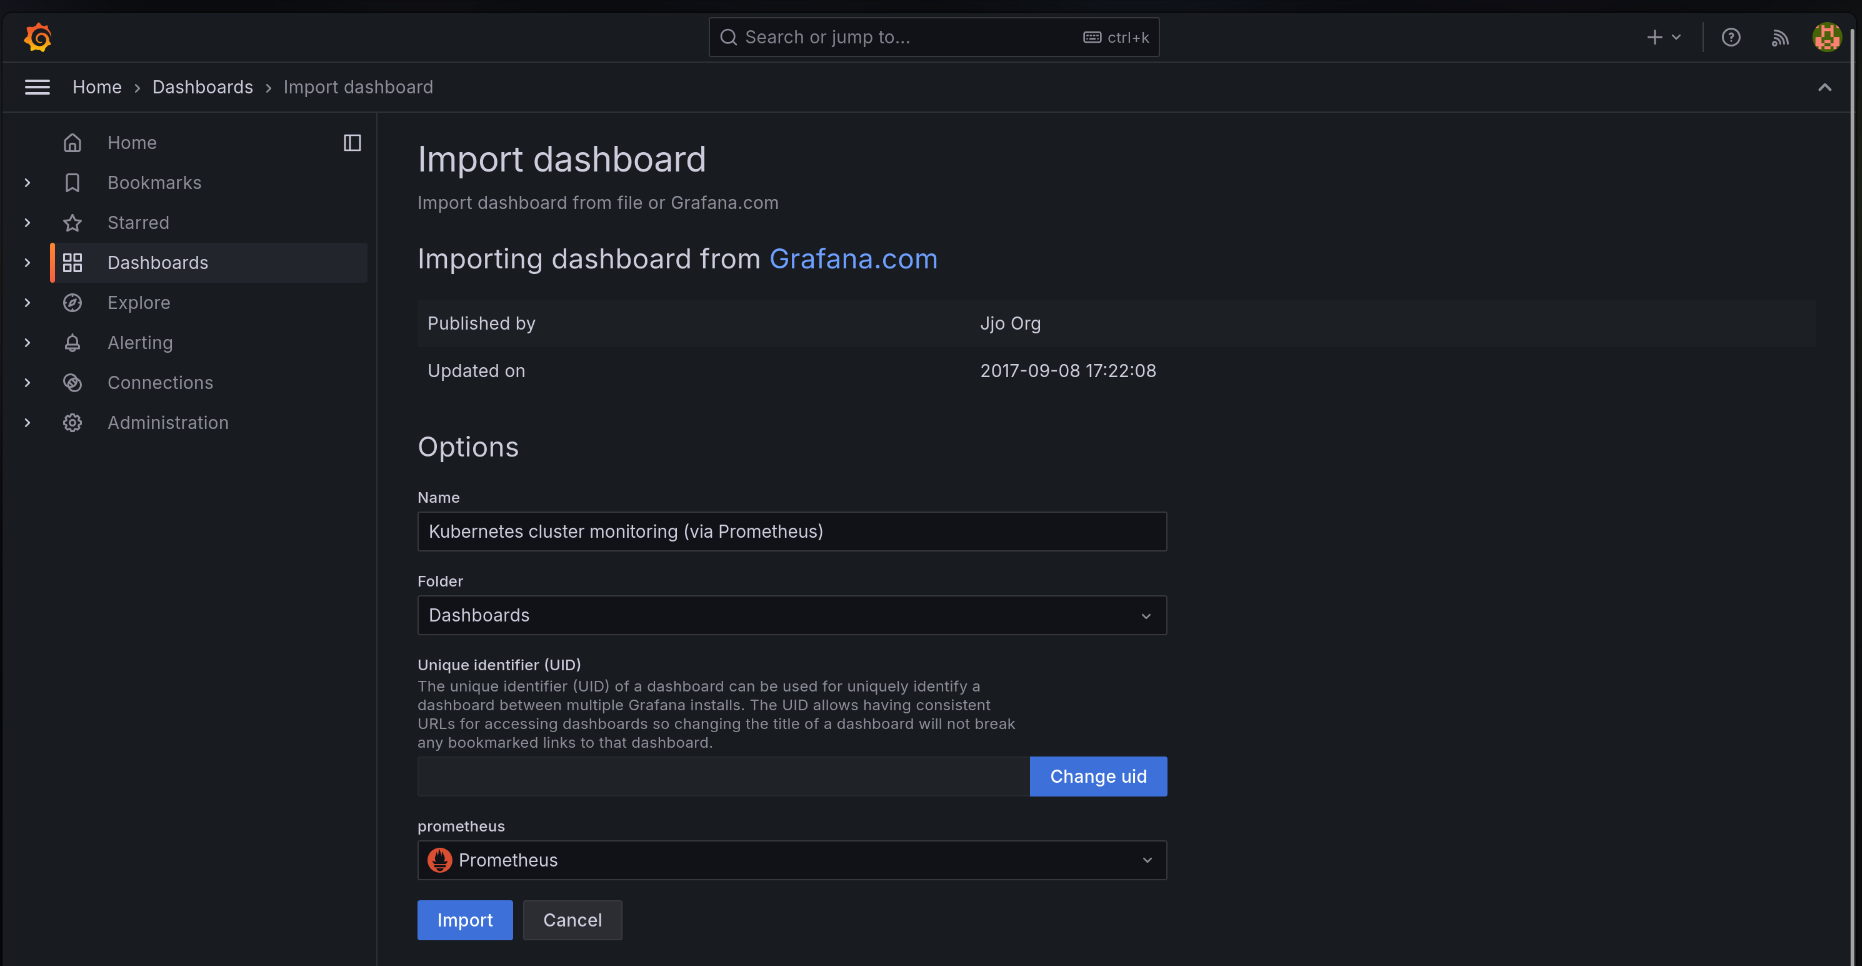 Search or jump to...
ctrl+k
Home
Dashboards
Import dashboard
Home
Bookmarks
Starred
Dashboards
Explore
Alerting
Connections
Administration
Import dashboard
Import dashboard from file or Grafana.com
Importing dashboard from Grafana.com
Published by
Jjo Org
Updated on
2017-09-08 17:22:08
Options
Name
Kubernetes cluster monitoring (via Prometheus)
Folder
Dashboards
Unique identifier (UID)
The unique identifier (UID) of a dashboard can be used for uniquely identify a
dashboard between multiple Grafana installs. The UID allows having consistent
URLs for accessing dashboards so changing the title of a dashboard will not break
any bookmarked links to that dashboard.
Change uid
prometheus
Prometheus
Import
Cancel